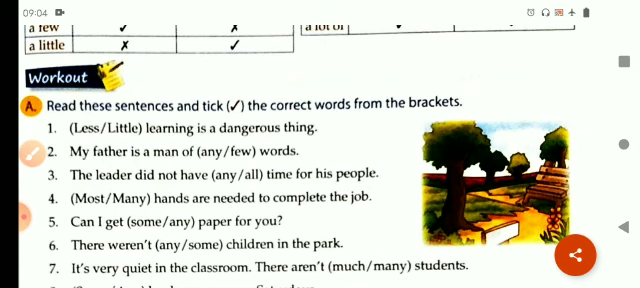 09:04
a few ✓ ✗ a lot of
a little ✗ ✓
Workout
A. Read these sentences and tick (✓) the correct words from the brackets.
1. (Less/Little) learning is a dangerous thing.
2. My father is a man of (any/few) words.
3. The leader did not have (any/all) time for his people.
4. (Most/Many) hands are needed to complete the job.
5. Can I get (some/any) paper for you?
6. There weren't (any/some) children in the park.
7. It's very quiet in the classroom. There aren't (much/many) students.